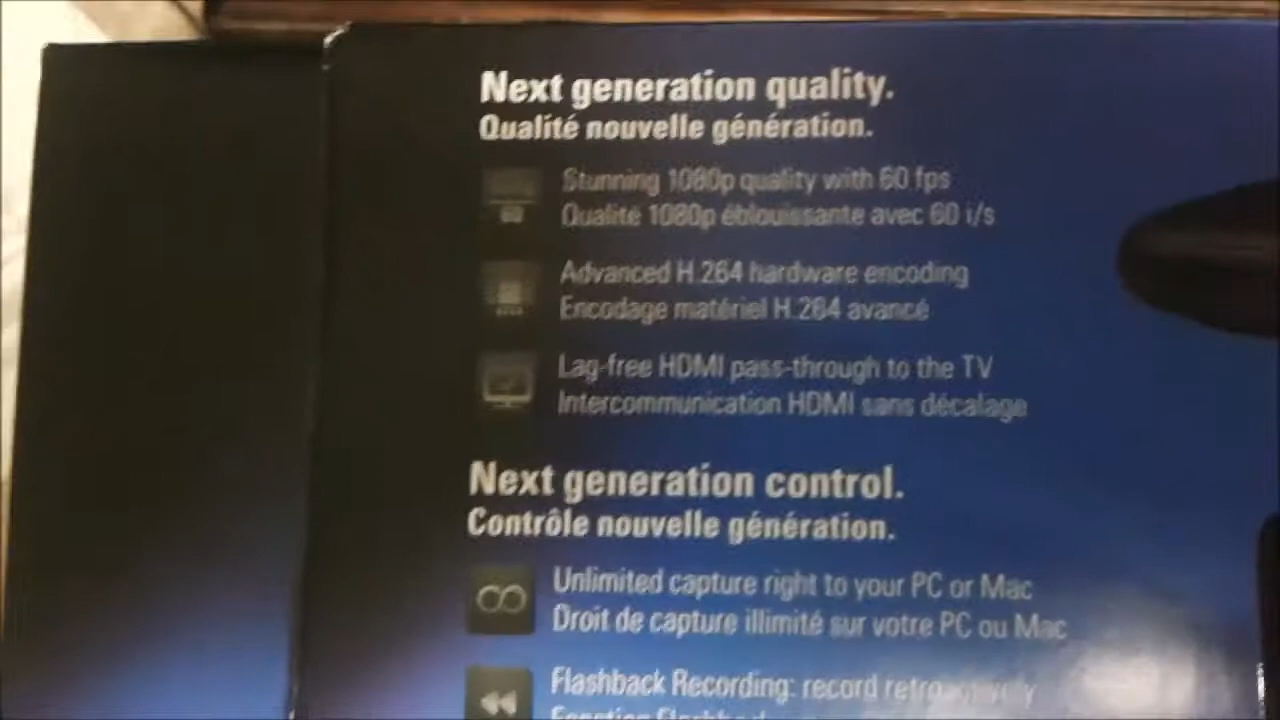 Next generation quality.
Qualité nouvelle génération.
Stunning 1080p quality with 60 fps
Qualité 1080p éblouissante avec 60 i/s
Advanced H.264 hardware encoding
Encodage matériel H.264 avancé
Lag-free HDMI pass-through to the TV
Intercommunication HDMI sans décalage
Next generation control.
Contrôle nouvelle génération.
Unlimited capture right to your PC or Mac
Droit de capture illimité sur votre PC ou Mac
Flashback Recording: record retroactively